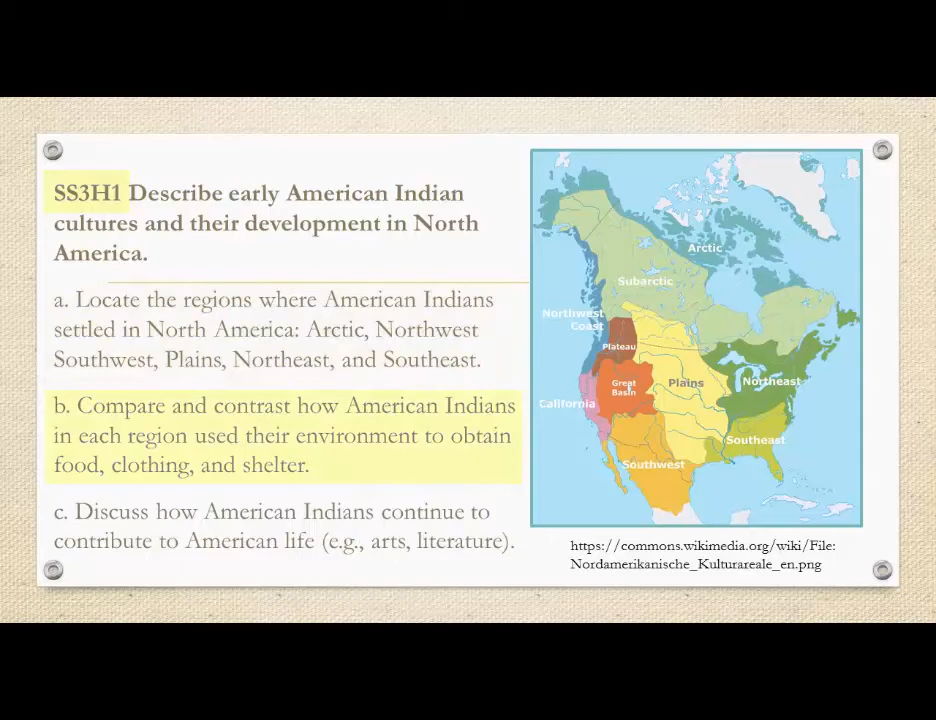 SS3H1 Describe early American Indian
cultures and their development in North
America.
a. Locate the regions where American Indians
settled in North America: Arctic, Northwest
Southwest, Plains, Northeast, and Southeast.
b. Compare and contrast how American Indians
in each region used their environment to obtain
food, clothing, and shelter.
c. Discuss how American Indians continue to
contribute to American life (e.g., arts, literature).
Arctic
Subarctic
Northwest
Coast
Plateau
Great
Basin
Plains
Northeast
California
Southeast
Southwest
https://commons.wikimedia.org/wiki/File:
Nordamerikanische_Kulturareale_en.png